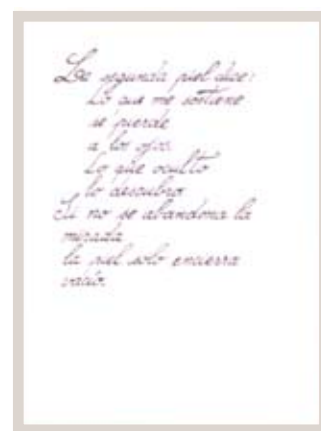 La segunda piel dice:
Lo que me sostiene
se pierde
a los ojos.
Lo que oculto
lo descubro
Si no se abandona la
mirada
la piel solo encierra
vacío.